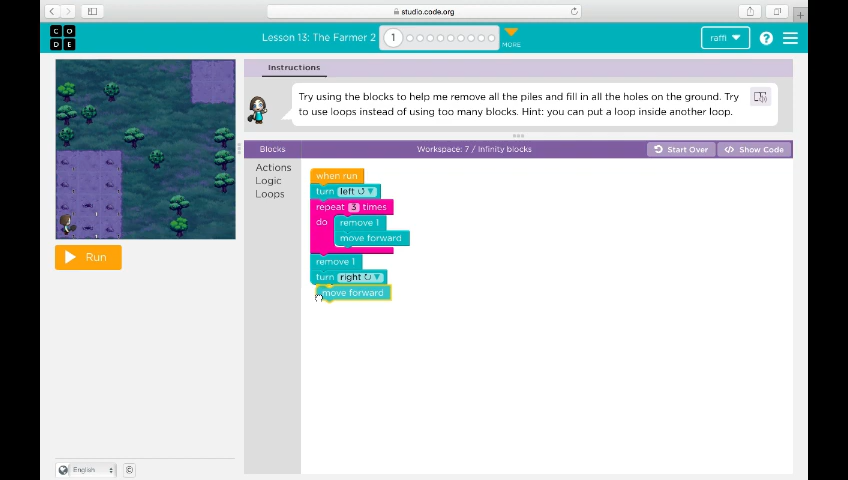 studio.code.org
CO
DE
Lesson 13: The Farmer 2
1
MORE
raffi
?
Instructions
Try using the blocks to help me remove all the piles and fill in all the holes on the ground. Try
to use loops instead of using too many blocks. Hint: you can put a loop inside another loop.
Blocks
Workspace: 7 / Infinity blocks
Start Over
</> Show Code
Actions
Logic
Loops
when run
turn left
repeat 3 times
do
remove 1
move forward
remove 1
turn right
move forward
Run
English
©